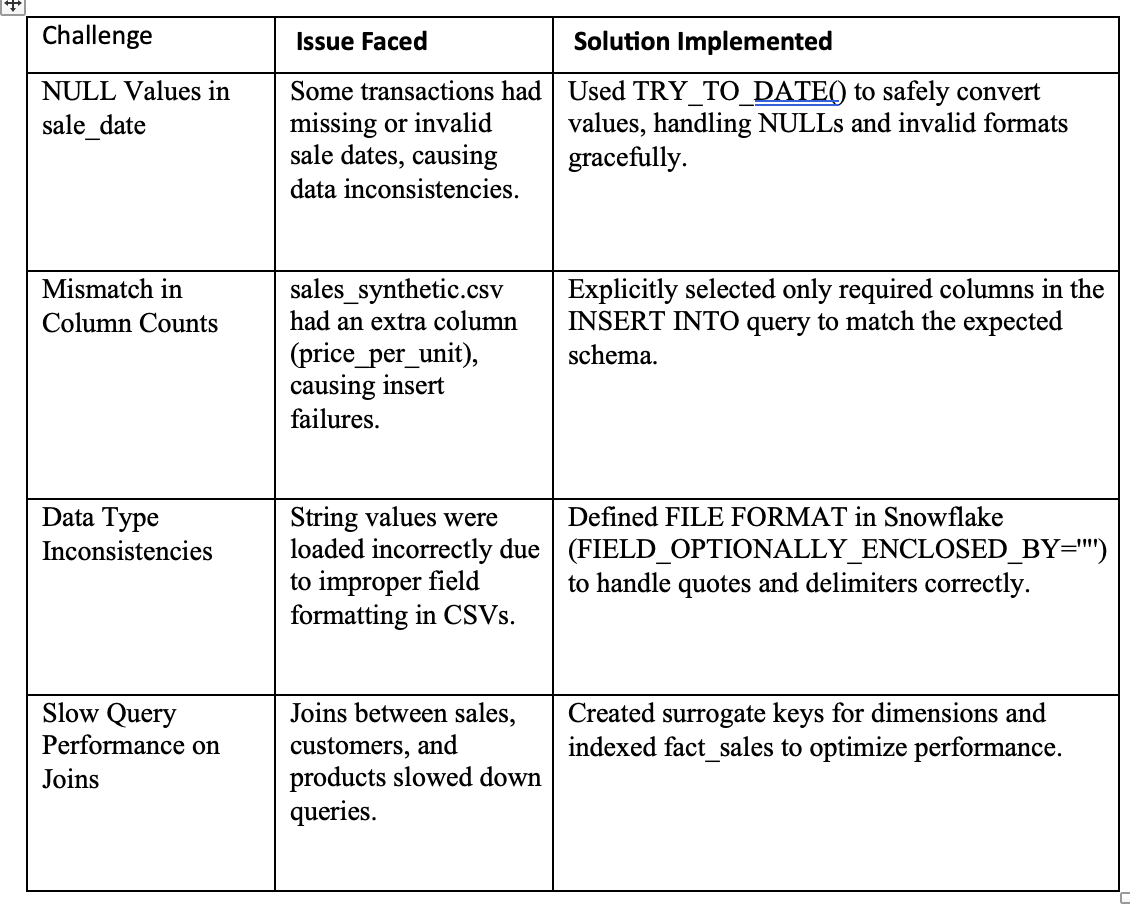 Challenge
Issue Faced
Solution Implemented
NULL Values in
sale_date
Some transactions had
missing or invalid
sale dates, causing
data inconsistencies.
Used TRY_TO_DATE() to safely convert
values, handling NULLs and invalid formats
gracefully.
Mismatch in
Column Counts
sales_synthetic.csv
had an extra column
(price_per_unit),
causing insert
failures.
Explicitly selected only required columns in the
INSERT INTO query to match the expected
schema.
Data Type
Inconsistencies
String values were
loaded incorrectly due
to improper field
formatting in CSVs.
Defined FILE FORMAT in Snowflake
(FIELD_OPTIONALLY_ENCLOSED_BY='"')
to handle quotes and delimiters correctly.
Slow Query
Performance on
Joins
Joins between sales,
customers, and
products slowed down
queries.
Created surrogate keys for dimensions and
indexed fact_sales to optimize performance.